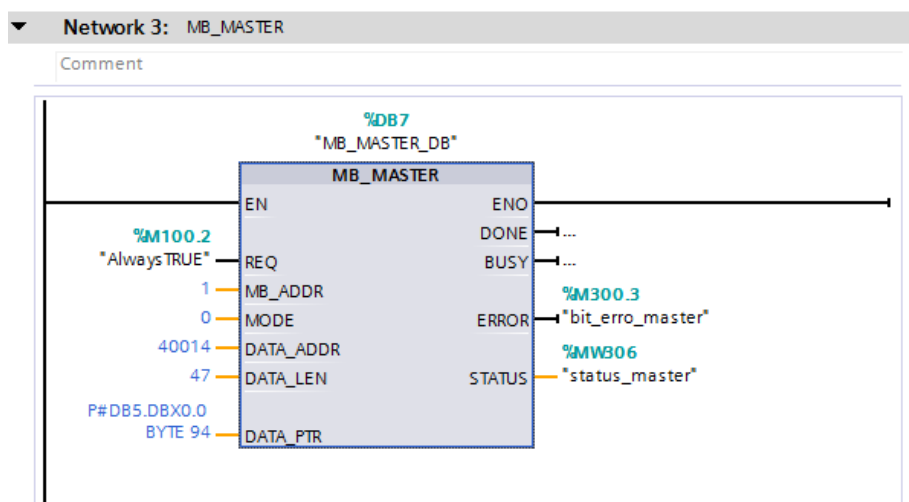 Network 3: MB_MASTER
Comment
%DB7
"MB_MASTER_DB"
MB_MASTER
EN ENO
DONE ...
%M100.2
"AlwaysTRUE" REQ BUSY ...
1 MB_ADDR
%M300.3
0 MODE ERROR "bit_erro_master"
40014 DATA_ADDR
%MW306
47 DATA_LEN STATUS "status_master"
P#DB5.DBX0.0
BYTE 94 DATA_PTR